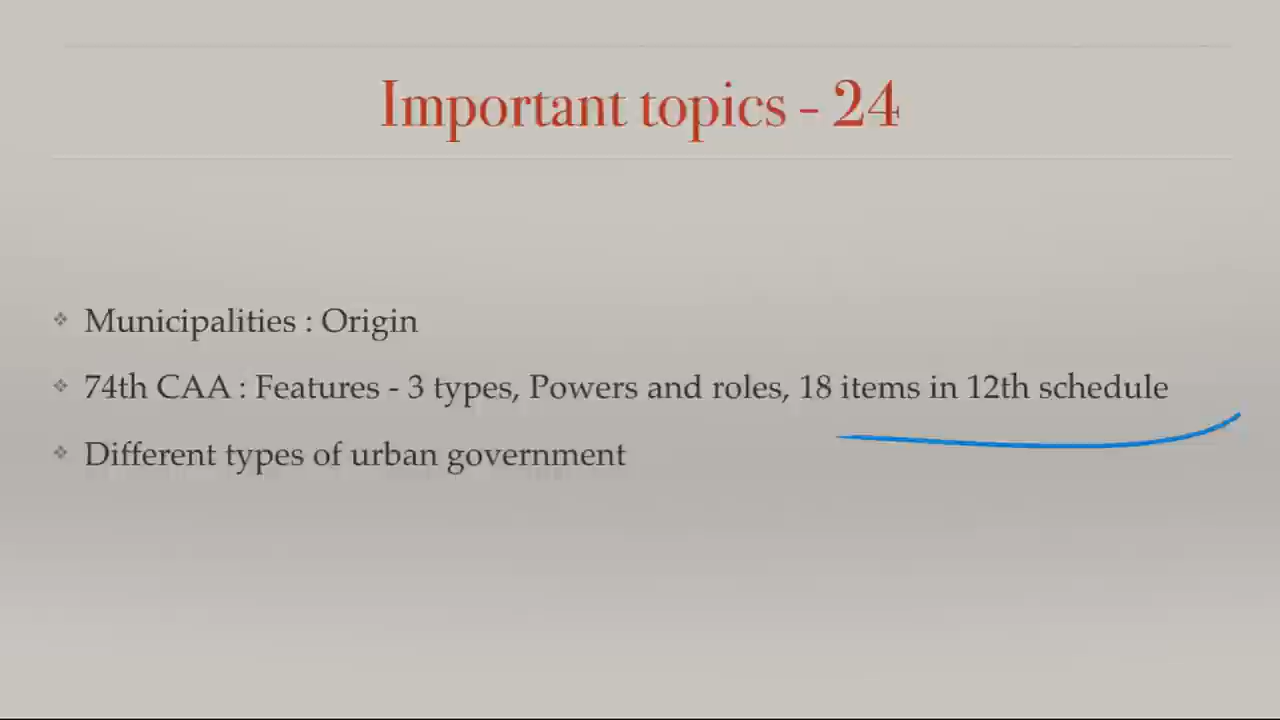 Important topics - 24
Municipalities : Origin
74th CAA : Features - 3 types, Powers and roles, 18 items in 12th schedule
Different types of urban government